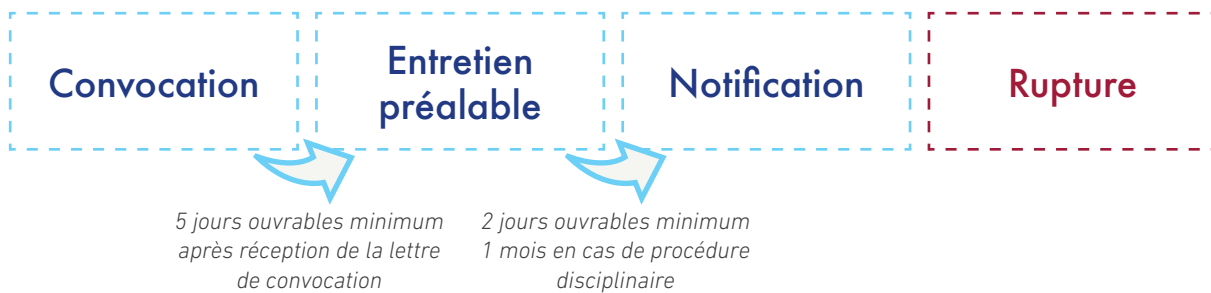 Convocation
Entretien
préalable
Notification
Rupture
5 jours ouvrables minimum
après réception de la lettre
de convocation
2 jours ouvrables minimum
1 mois en cas de procédure
disciplinaire